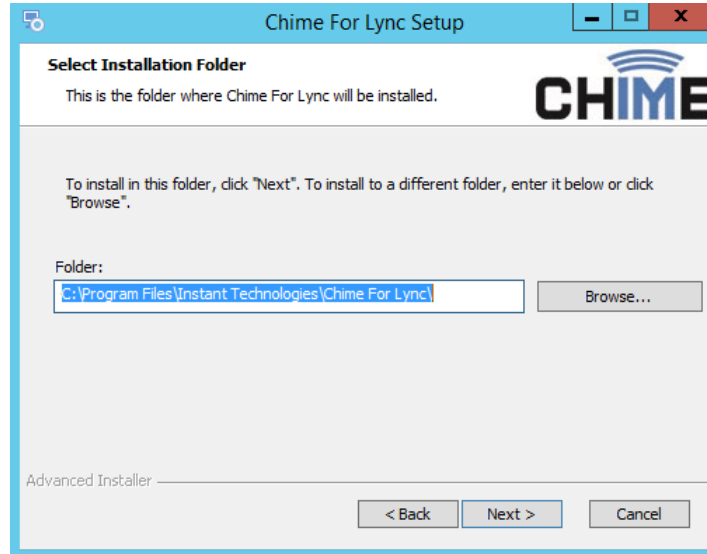 Chime For Lync Setup
Select Installation Folder
This is the folder where Chime For Lync will be installed.
CHIME
To install in this folder, click "Next". To install to a different folder, enter it below or click
"Browse".
Folder:
C:\Program Files\Instant Technologies\Chime For Lync\
Browse...
Advanced Installer
< Back
Next >
Cancel